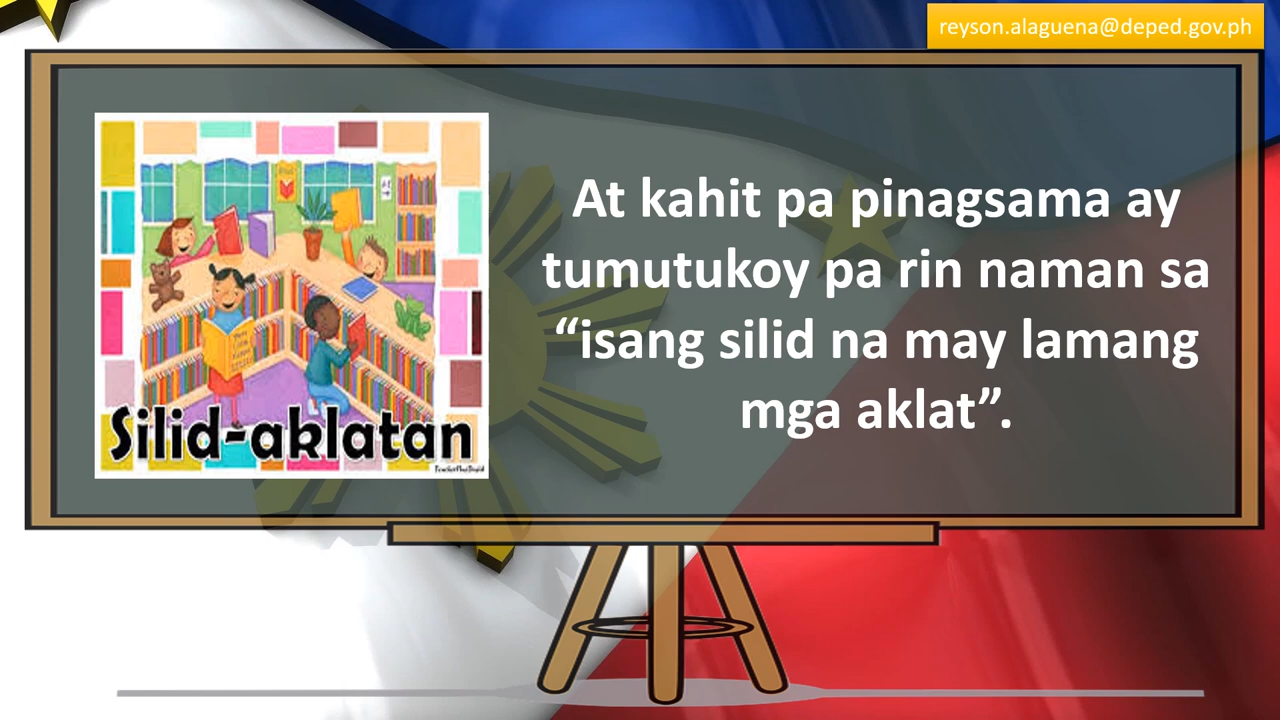 reyson.alaguena@deped.gov.ph
At kahit pa pinagsama ay
tumutukoy pa rin naman sa
“isang silid na may lamang
mga aklat”.
Silid-aklatan